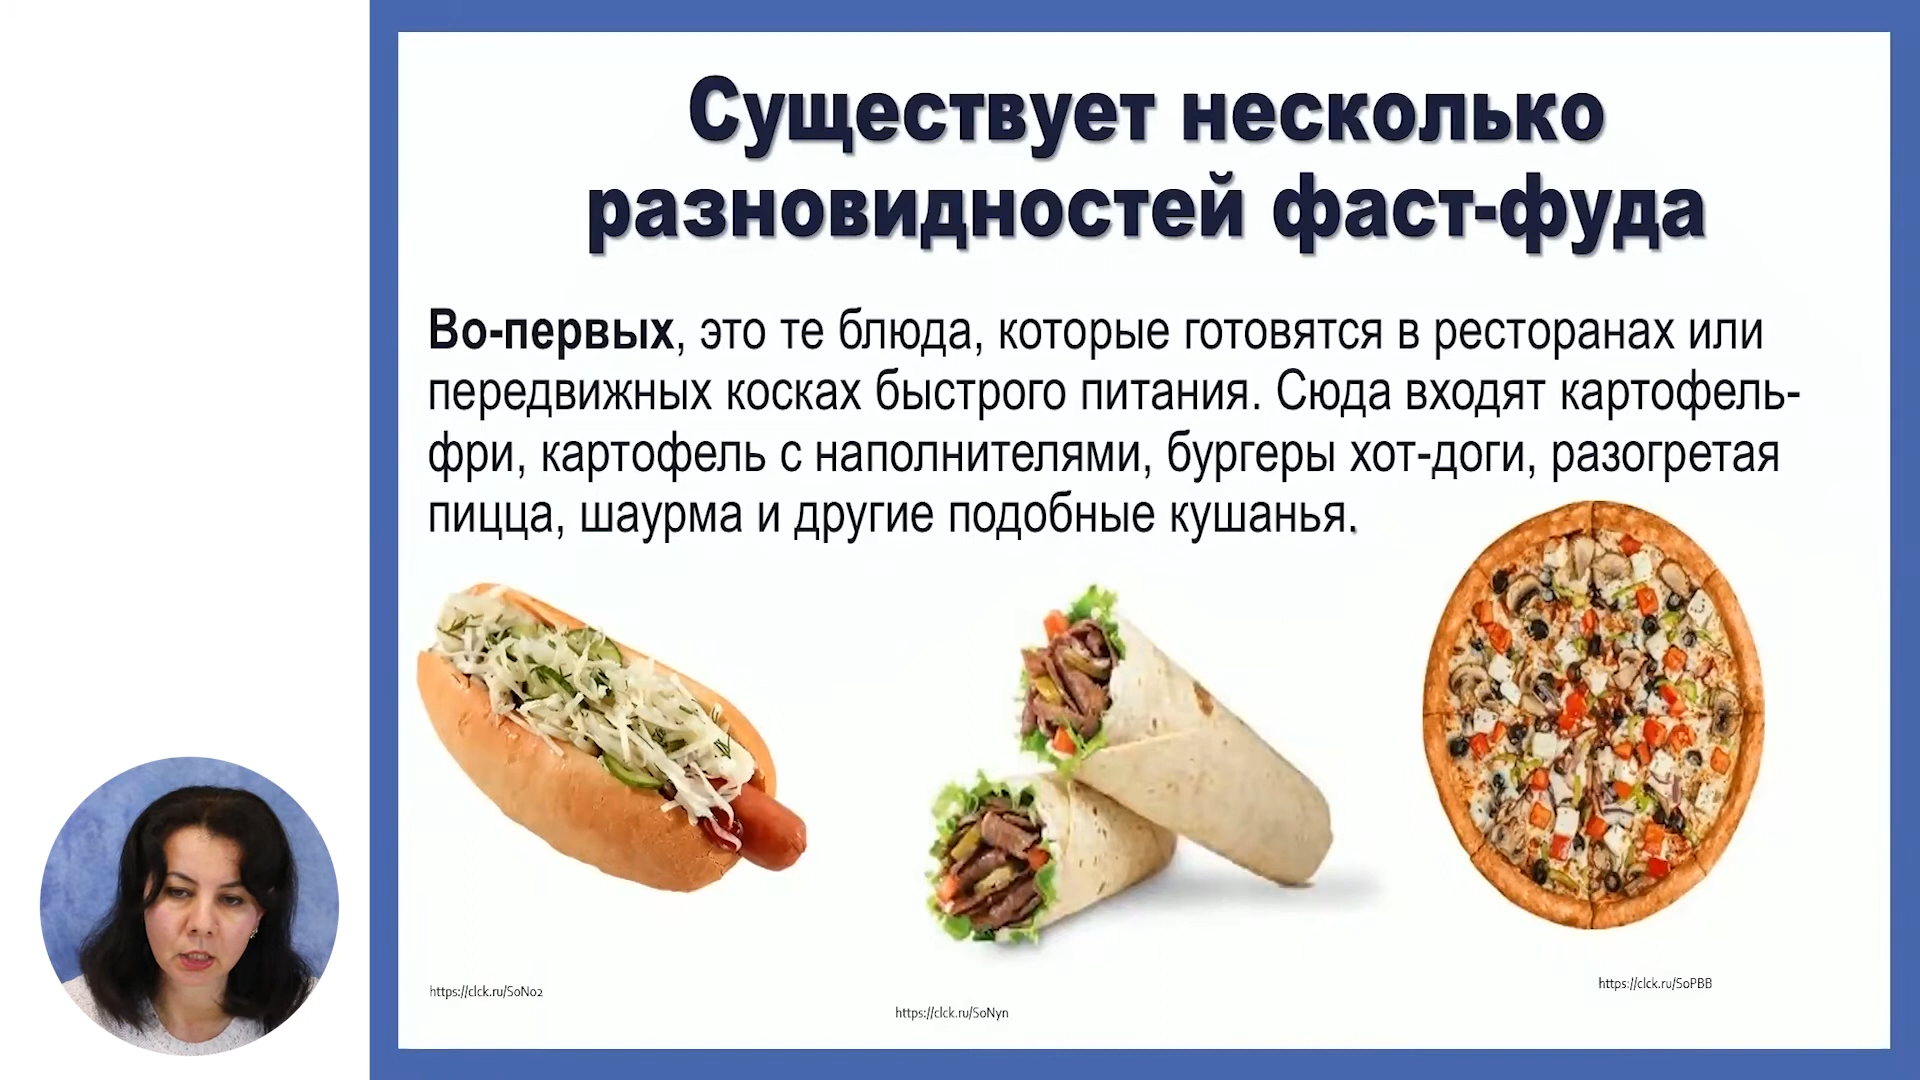 Существует несколько
разновидностей фаст-фуда
Во-первых, это те блюда, которые готовятся в ресторанах или
передвижных косках быстрого питания. Сюда входят картофель-
фри, картофель с наполнителями, бургеры хот-доги, разогретая
пицца, шаурма и другие подобные кушанья.
https://clck.ru/SoNo2
https://clck.ru/SoNyn
https://clck.ru/SoPBB